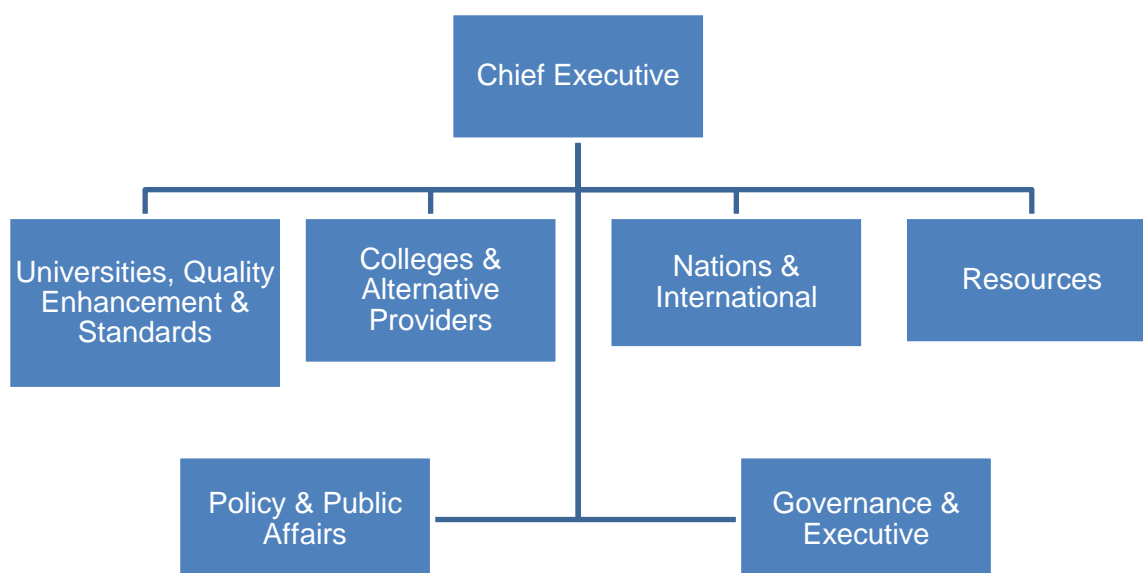 Chief Executive
Universities, Quality
Enhancement &
Standards
Colleges &
Alternative
Providers
Nations &
International
Resources
Policy & Public
Affairs
Governance &
Executive